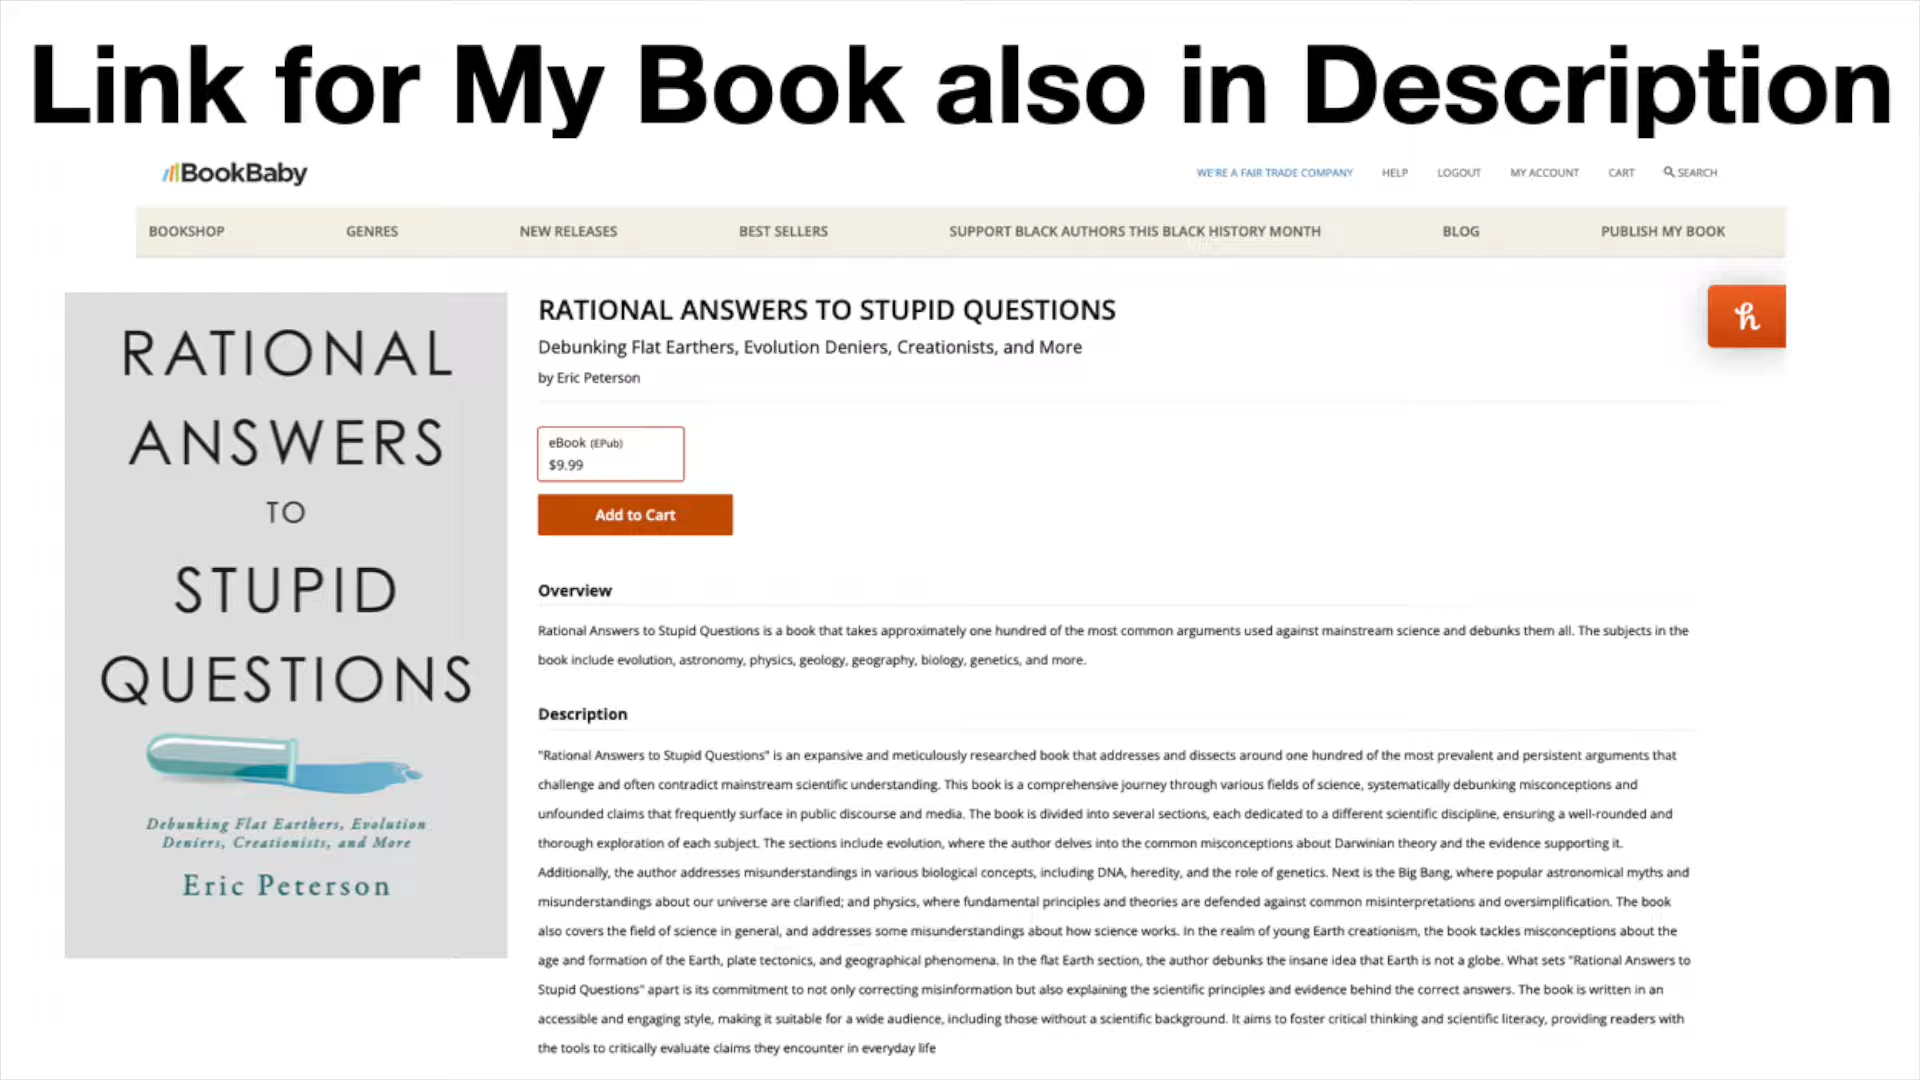 Link for My Book also in Description
BookBaby
WE'RE A FAIR TRADE COMPANY HELP LOGOUT MY ACCOUNT CART SEARCH
BOOKSHOP GENRES NEW RELEASES BEST SELLERS SUPPORT BLACK AUTHORS THIS BLACK HISTORY MONTH BLOG PUBLISH MY BOOK
RATIONAL
ANSWERS
TO
STUPID
QUESTIONS
Debunking Flat Earthers, Evolution
Deniers, Creationists, and More
Eric Peterson
RATIONAL ANSWERS TO STUPID QUESTIONS
Debunking Flat Earthers, Evolution Deniers, Creationists, and More
by Eric Peterson
h
eBook (EPub)
$9.99
Add to Cart
Overview
Rational Answers to Stupid Questions is a book that takes approximately one hundred of the most common arguments used against mainstream science and debunks them all. The subjects in the
book include evolution, astronomy, physics, geology, geography, biology, genetics, and more.
Description
"Rational Answers to Stupid Questions" is an expansive and meticulously researched book that addresses and dissects around one hundred of the most prevalent and persistent arguments that
challenge and often contradict mainstream scientific understanding. This book is a comprehensive journey through various fields of science, systematically debunking misconceptions and
unfounded claims that frequently surface in public discourse and media. The book is divided into several sections, each dedicated to a different scientific discipline, ensuring a well-rounded and
thorough exploration of each subject. The sections include evolution, where the author delves into the common misconceptions about Darwinian theory and the evidence supporting it.
Additionally, the author addresses misunderstandings in various biological concepts, including DNA, heredity, and the role of genetics. Next is the Big Bang, where popular astronomical myths and
misunderstandings about our universe are clarified; and physics, where fundamental principles and theories are defended against common misinterpretations and oversimplification. The book
also covers the field of science in general, and addresses some misunderstandings about how science works. In the realm of young Earth creationism, the book tackles misconceptions about the
age and formation of the Earth, plate tectonics, and geographical phenomena. In the flat Earth section, the author debunks the insane idea that Earth is not a globe. What sets "Rational Answers to
Stupid Questions" apart is its commitment to not only correcting misinformation but also explaining the scientific principles and evidence behind the correct answers. The book is written in an
accessible and engaging style, making it suitable for a wide audience, including those without a scientific background. It aims to foster critical thinking and scientific literacy, providing readers with
the tools to critically evaluate claims they encounter in everyday life